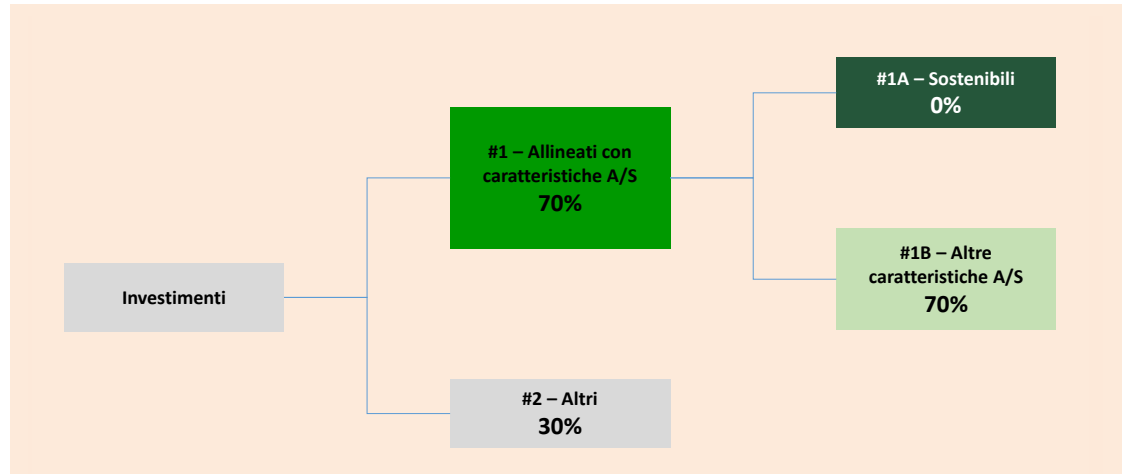 #1A – Sostenibili
0%
#1 – Allineati con
caratteristiche A/S
70%
#1B – Altre
caratteristiche A/S
70%
Investimenti
#2 – Altri
30%